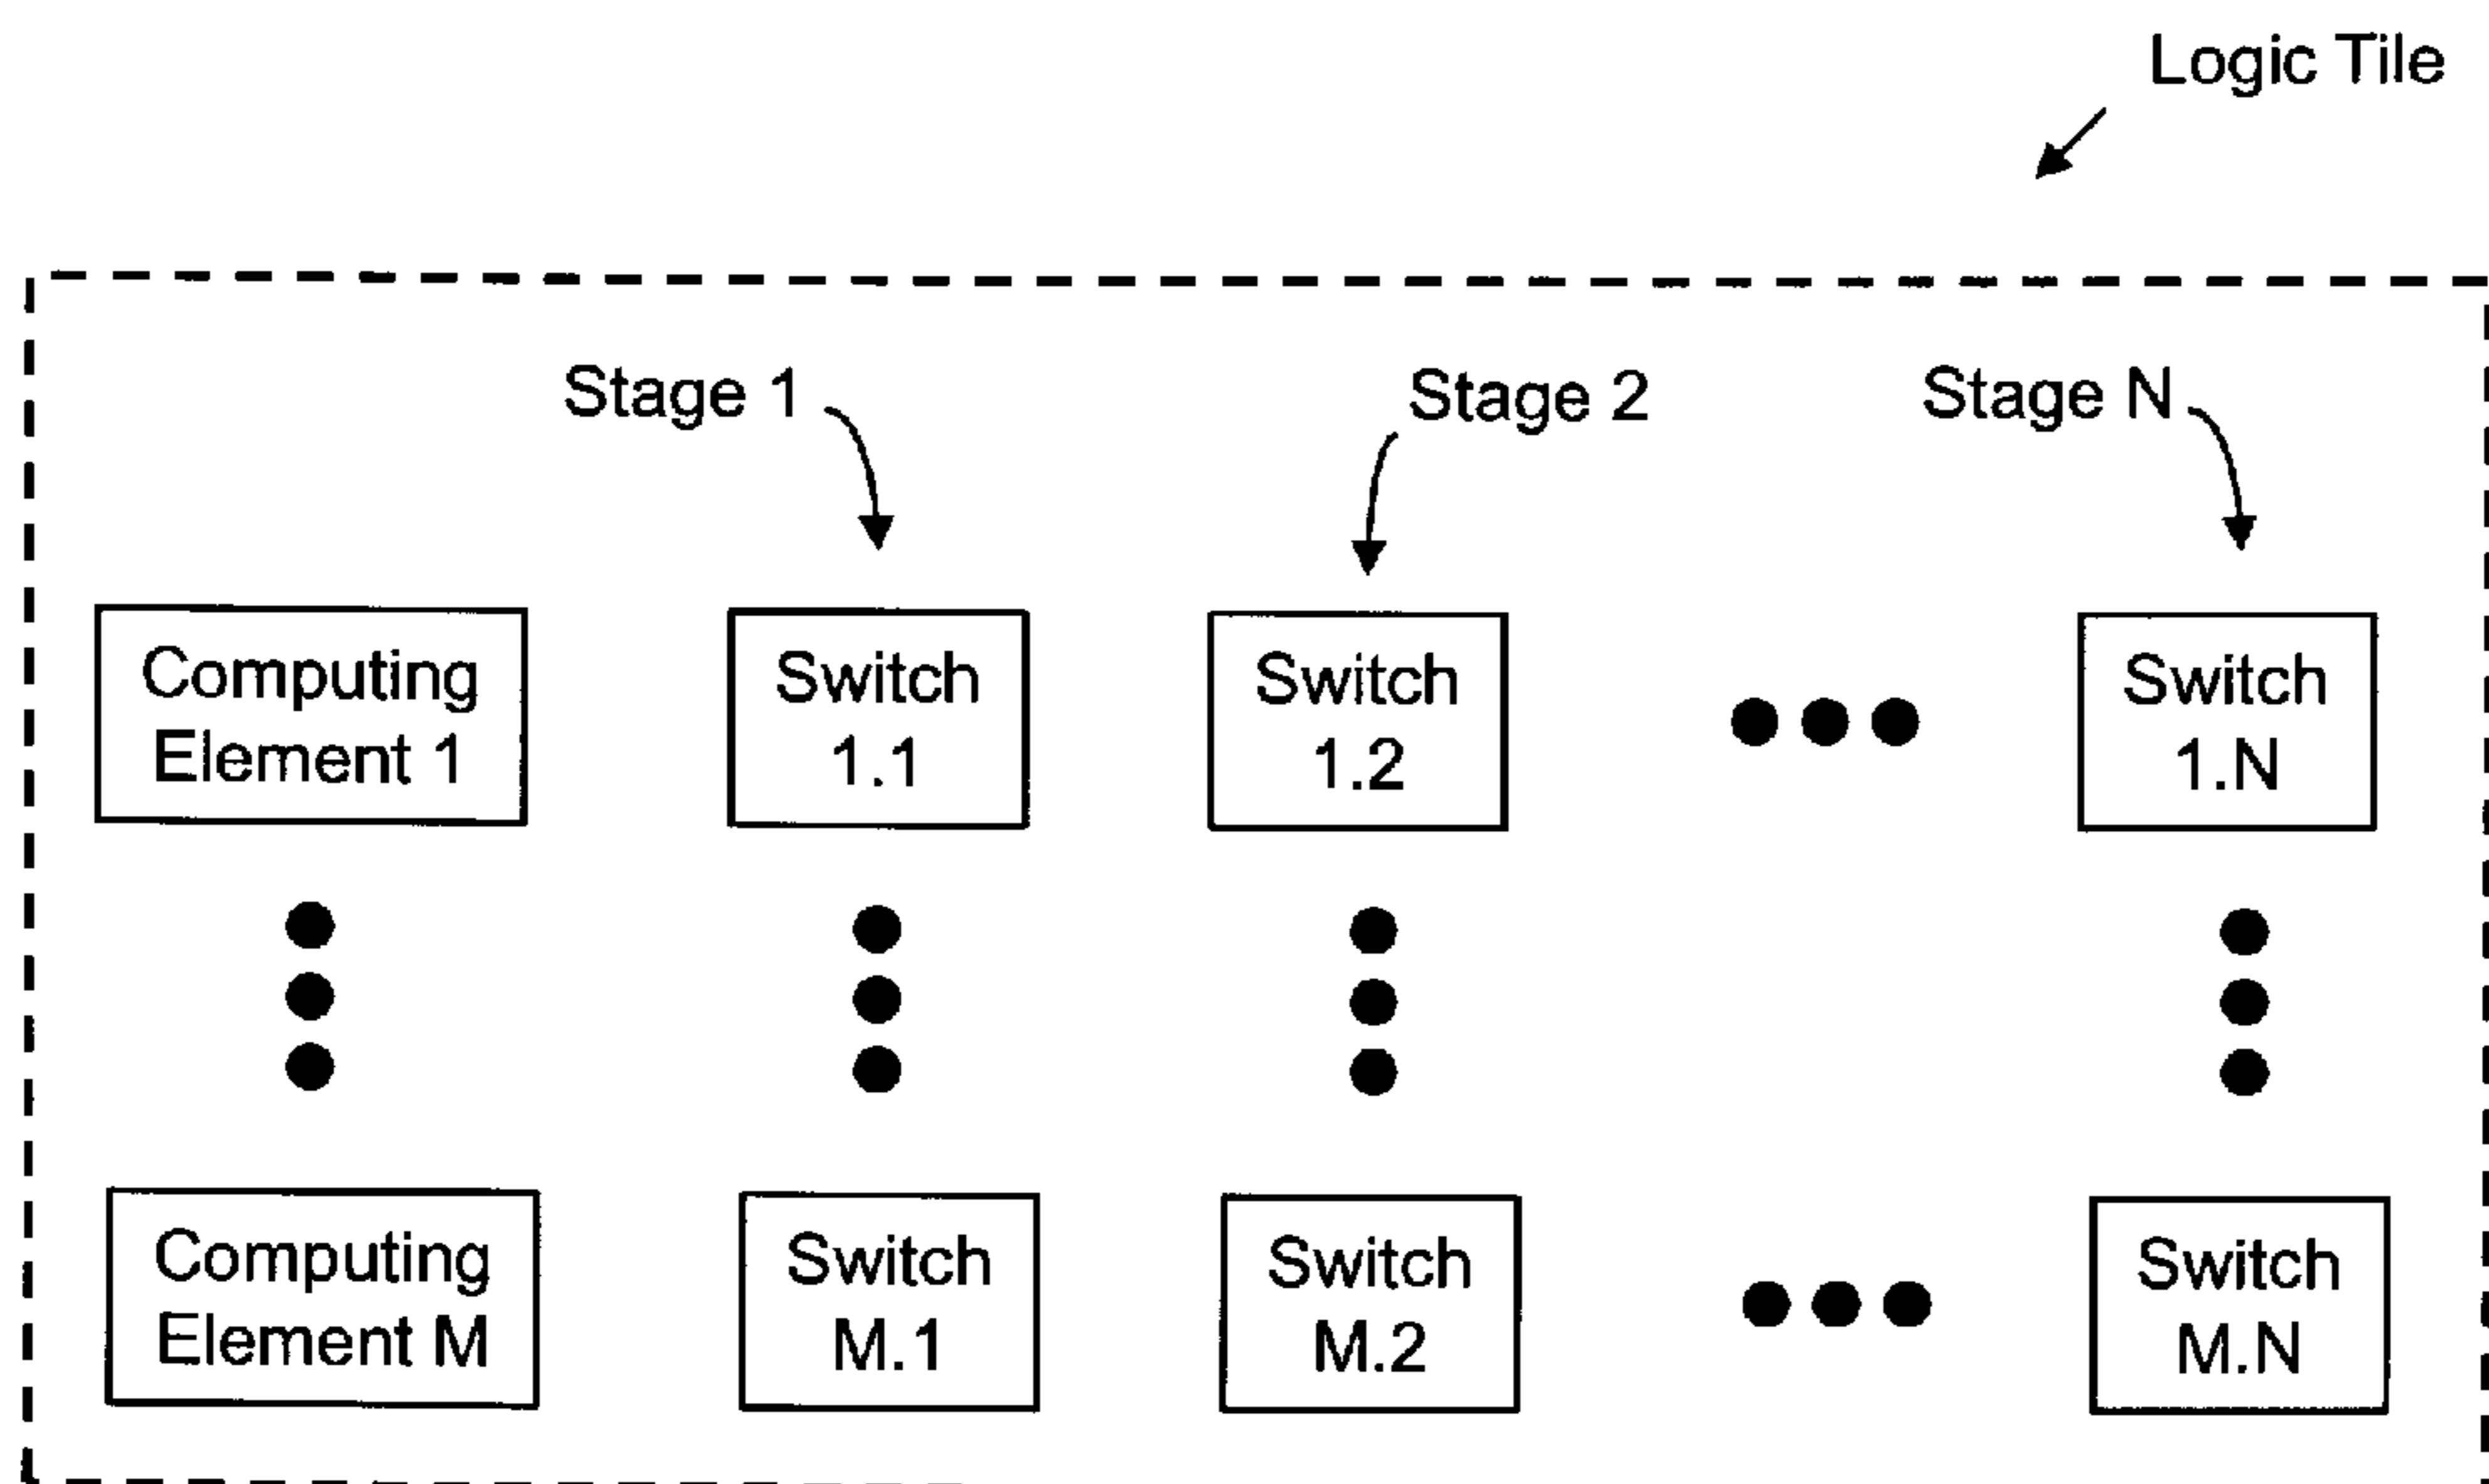 Logic Tile
Stage 1
Stage 2
Stage N
Computing
Element 1
Switch
1.1
Switch
1.2
Switch
1.N
Computing
Element M
Switch
M.1
Switch
M.2
Switch
M.N